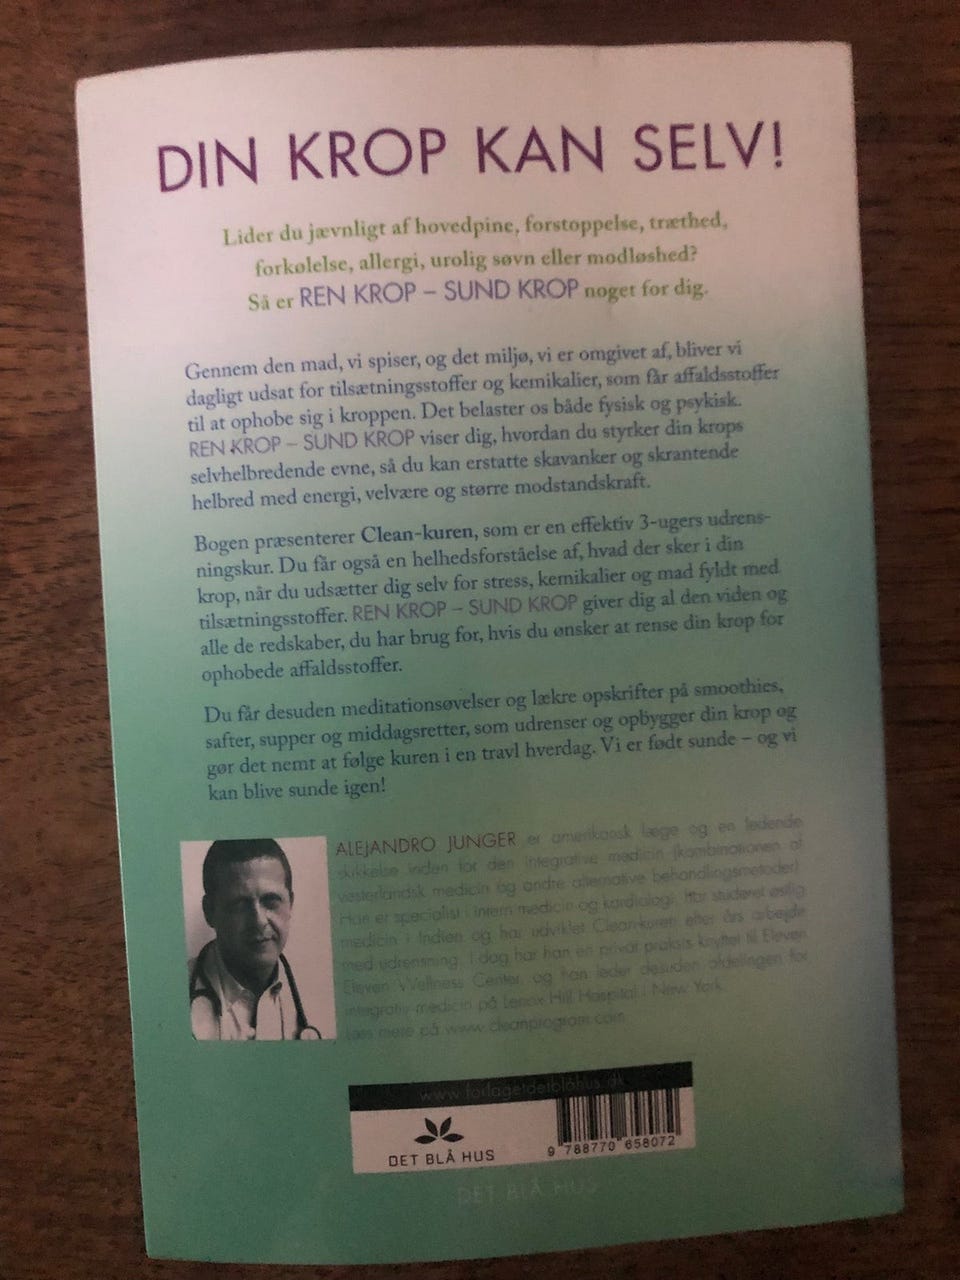 DIN KROP KAN SELV!
Lider du jævnligt af hovedpine, forstoppelse, træthed,
forkølelse, allergi, urolig søvn eller modløshed?
Så er REN KROP – SUND KROP noget for dig.
Gennem den mad, vi spiser, og det miljø, vi er omgivet af, bliver vi
dagligt udsat for tilsætningsstoffer og kemikalier, som får affaldsstoffer
til at ophobe sig i kroppen. Det belaster os både fysisk og psykisk.
REN KROP – SUND KROP viser dig, hvordan du styrker din krops
selvhelbredende evne, så du kan erstatte skavanker og skrantende
helbred med energi, velvære og større modstandskraft.
Bogen præsenterer Clean-kuren, som er en effektiv 3-ugers udrens-
ningskur. Du får også en helhedsforståelse af, hvad der sker i din
krop, når du udsætter dig selv for stress, kemikalier og mad fyldt med
tilsætningsstoffer. REN KROP – SUND KROP giver dig al den viden og
alle de redskaber, du har brug for, hvis du ønsker at rense din krop for
ophobede affaldsstoffer.
Du får desuden meditationsøvelser og lækre opskrifter på smoothies,
safter, supper og middagsretter, som udrenser og opbygger din krop og
gør det nemt at følge kuren i en travl hverdag. Vi er født sunde – og vi
kan blive sunde igen!
ALEJANDRO JUNGER er amerikansk læge og en ledende
skikkelse inden for den integrative medicin (kombinationen af
vesterlandsk medicin og andre alternative behandlingsmetoder).
Han er specialist i intern medicin og kardiologi, har studeret østlig
medicin i Indien og har udviklet Clean-kuren efter års arbejde
med udrensning. I dag har han en privat praksis knyttet til Eleven
Eleven Wellness Center, og han leder desuden afdelingen for
integrativ medicin på Lenox Hill Hospital i New York.
Læs mere på www.cleanprogram.com
www.forlagetdetblåhus.dk
DET BLÅ HUS
9 788770 658072
DET BLÅ HUS